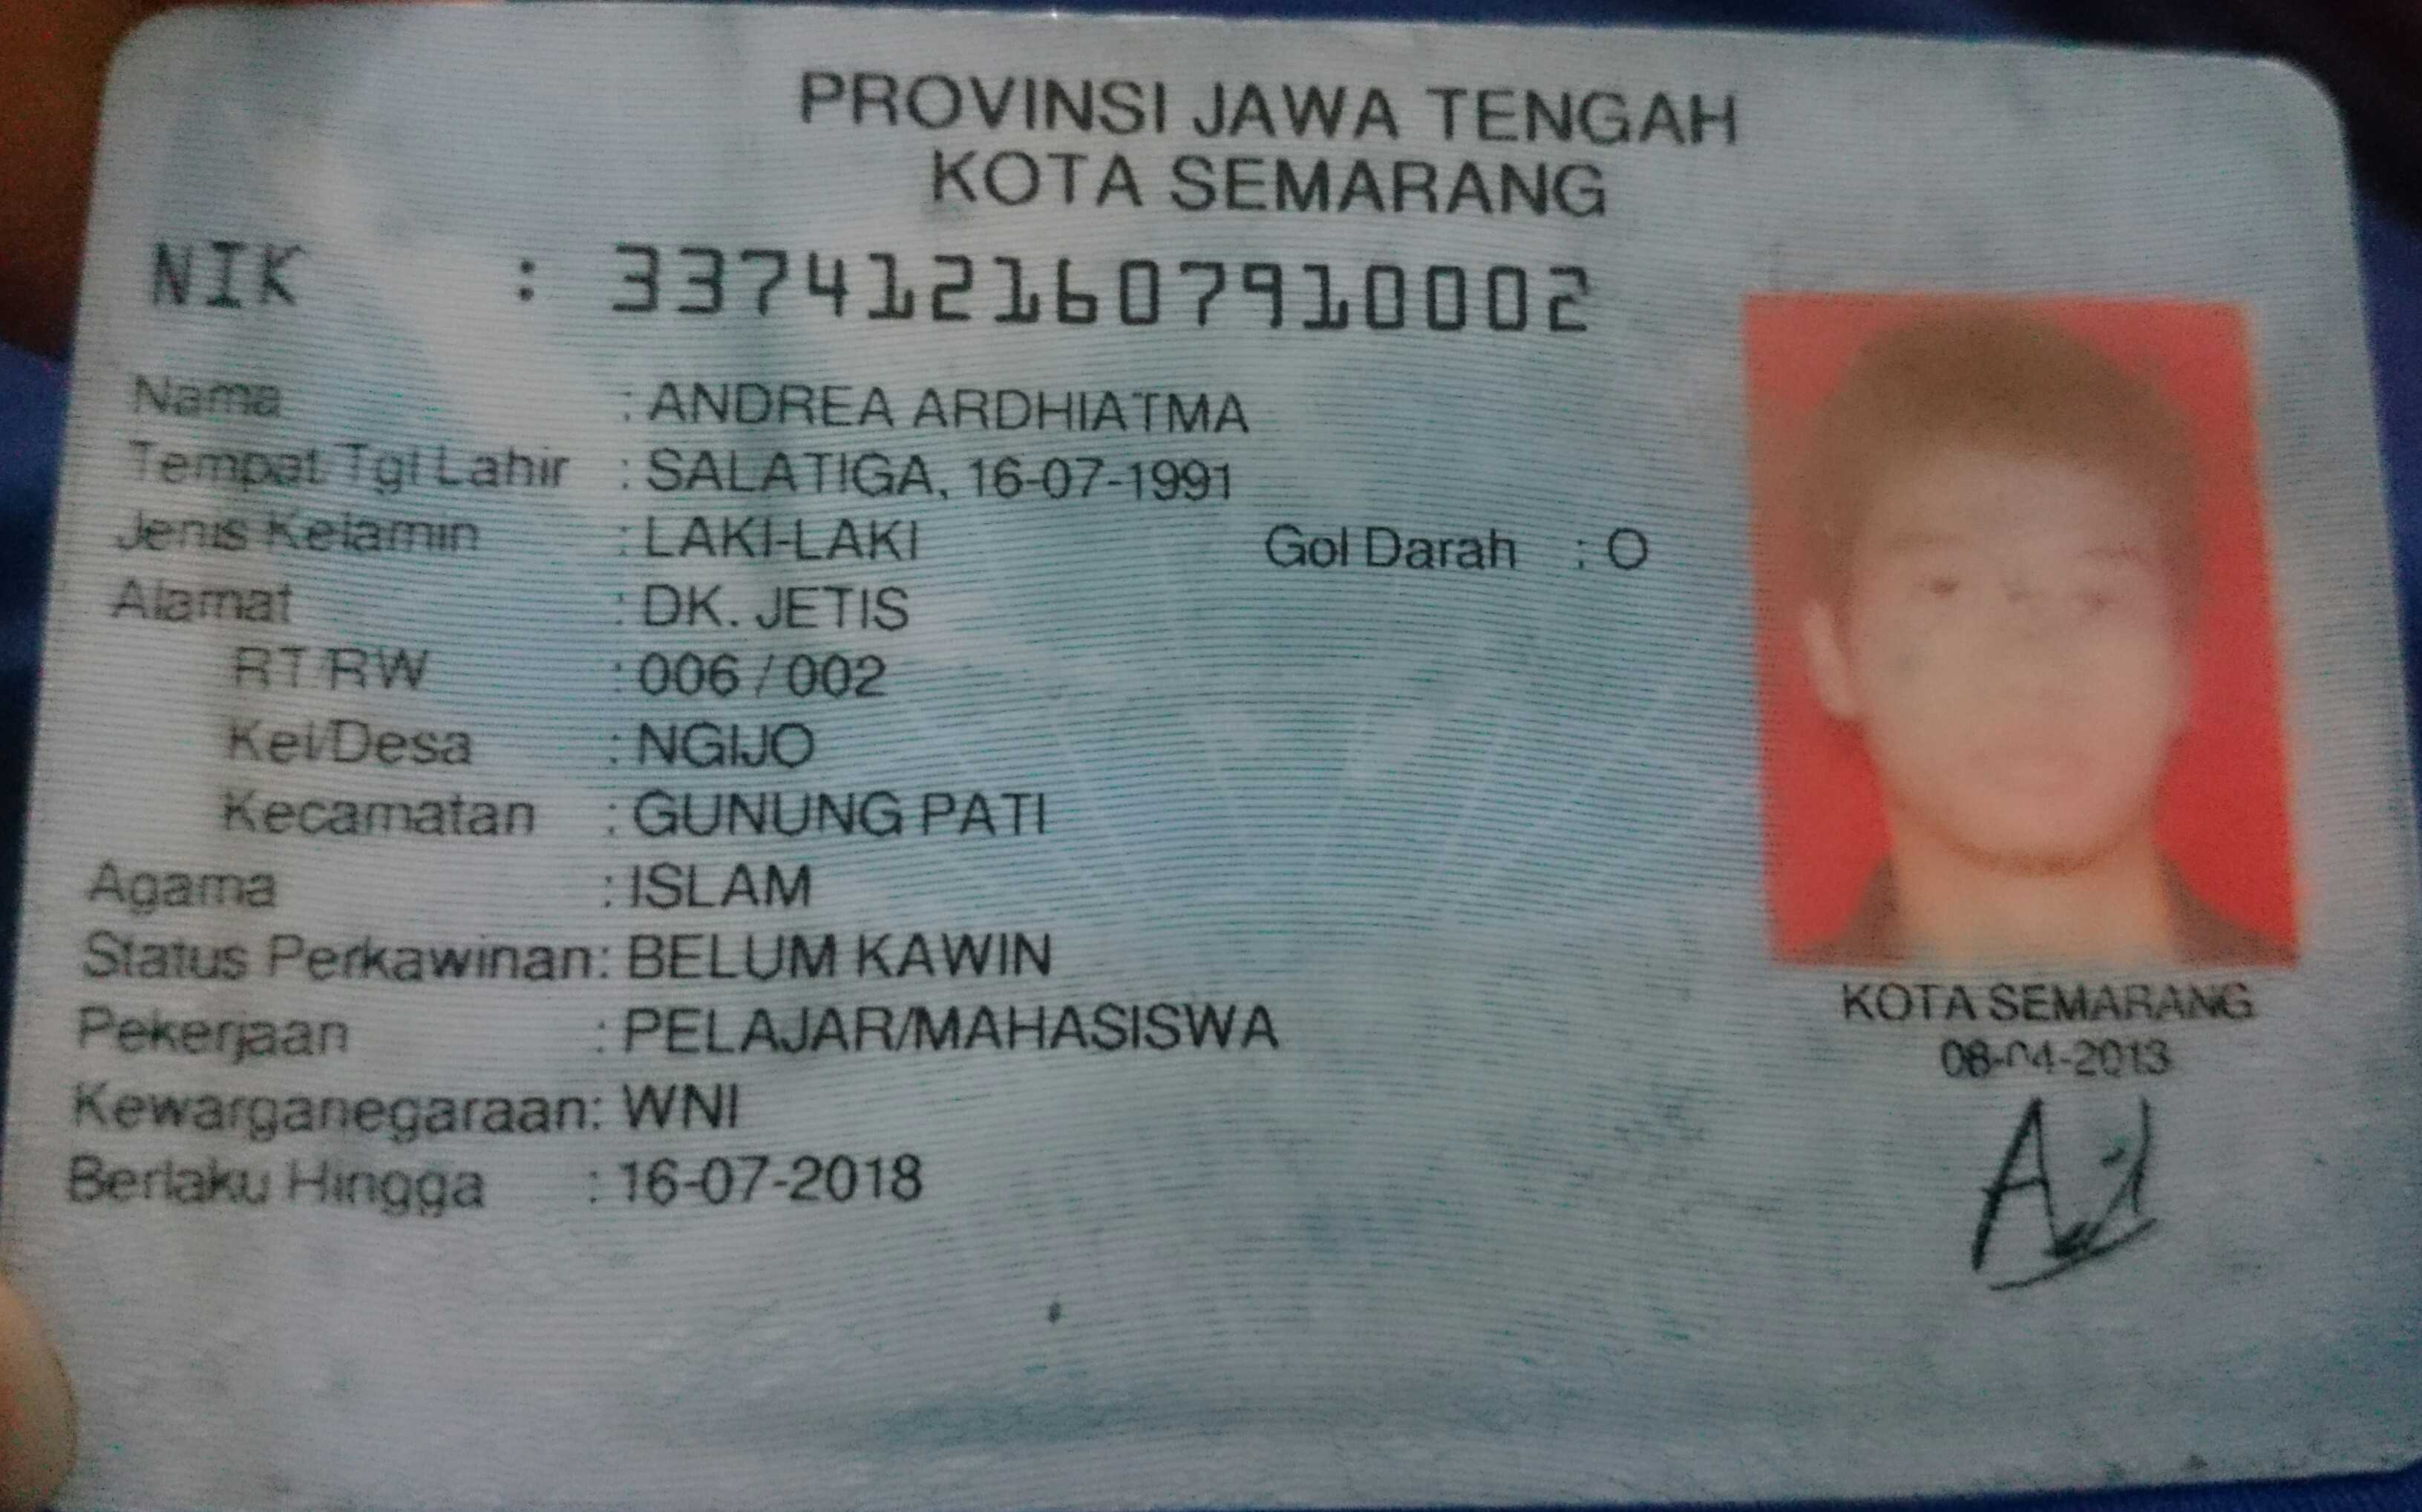 PROVINSI JAWA TENGAH
KOTA SEMARANG
NIK : 3374121607910002
Nama : ANDREA ARDHIATMA
Tempat/Tgl Lahir : SALATIGA, 16-07-1991
Jenis Kelamin : LAKI-LAKI Gol Darah : O
Alamat : DK. JETIS
RT/RW : 006 / 002
Kel/Desa : NGIJO
Kecamatan : GUNUNG PATI
Agama : ISLAM
Status Perkawinan: BELUM KAWIN
Pekerjaan : PELAJAR/MAHASISWA
Kewarganegaraan: WNI
Berlaku Hingga : 16-07-2018
KOTA SEMARANG
08-04-2013